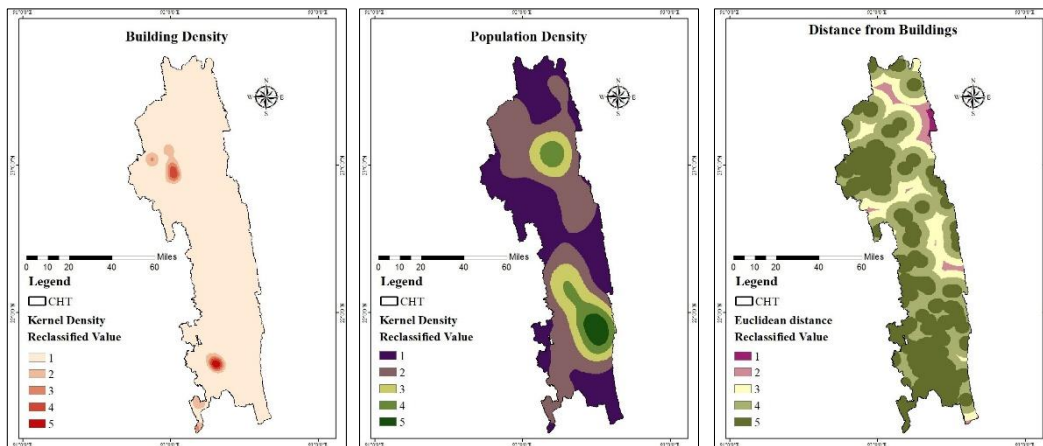 Building Density
N
W E
S
Miles
0 5 10 20 40 60
Legend
CHT
Kernel Density
Reclassified Value
1
2
3
4
5
Population Density
N
W E
S
Miles
0 5 10 20 40 60
Legend
CHT
Kernel Density
Reclassified Value
1
2
3
4
5
Distance from Buildings
N
W E
S
Miles
0 5 10 20 40 60
Legend
CHT
Euclidean distance
Reclassified Value
1
2
3
4
5